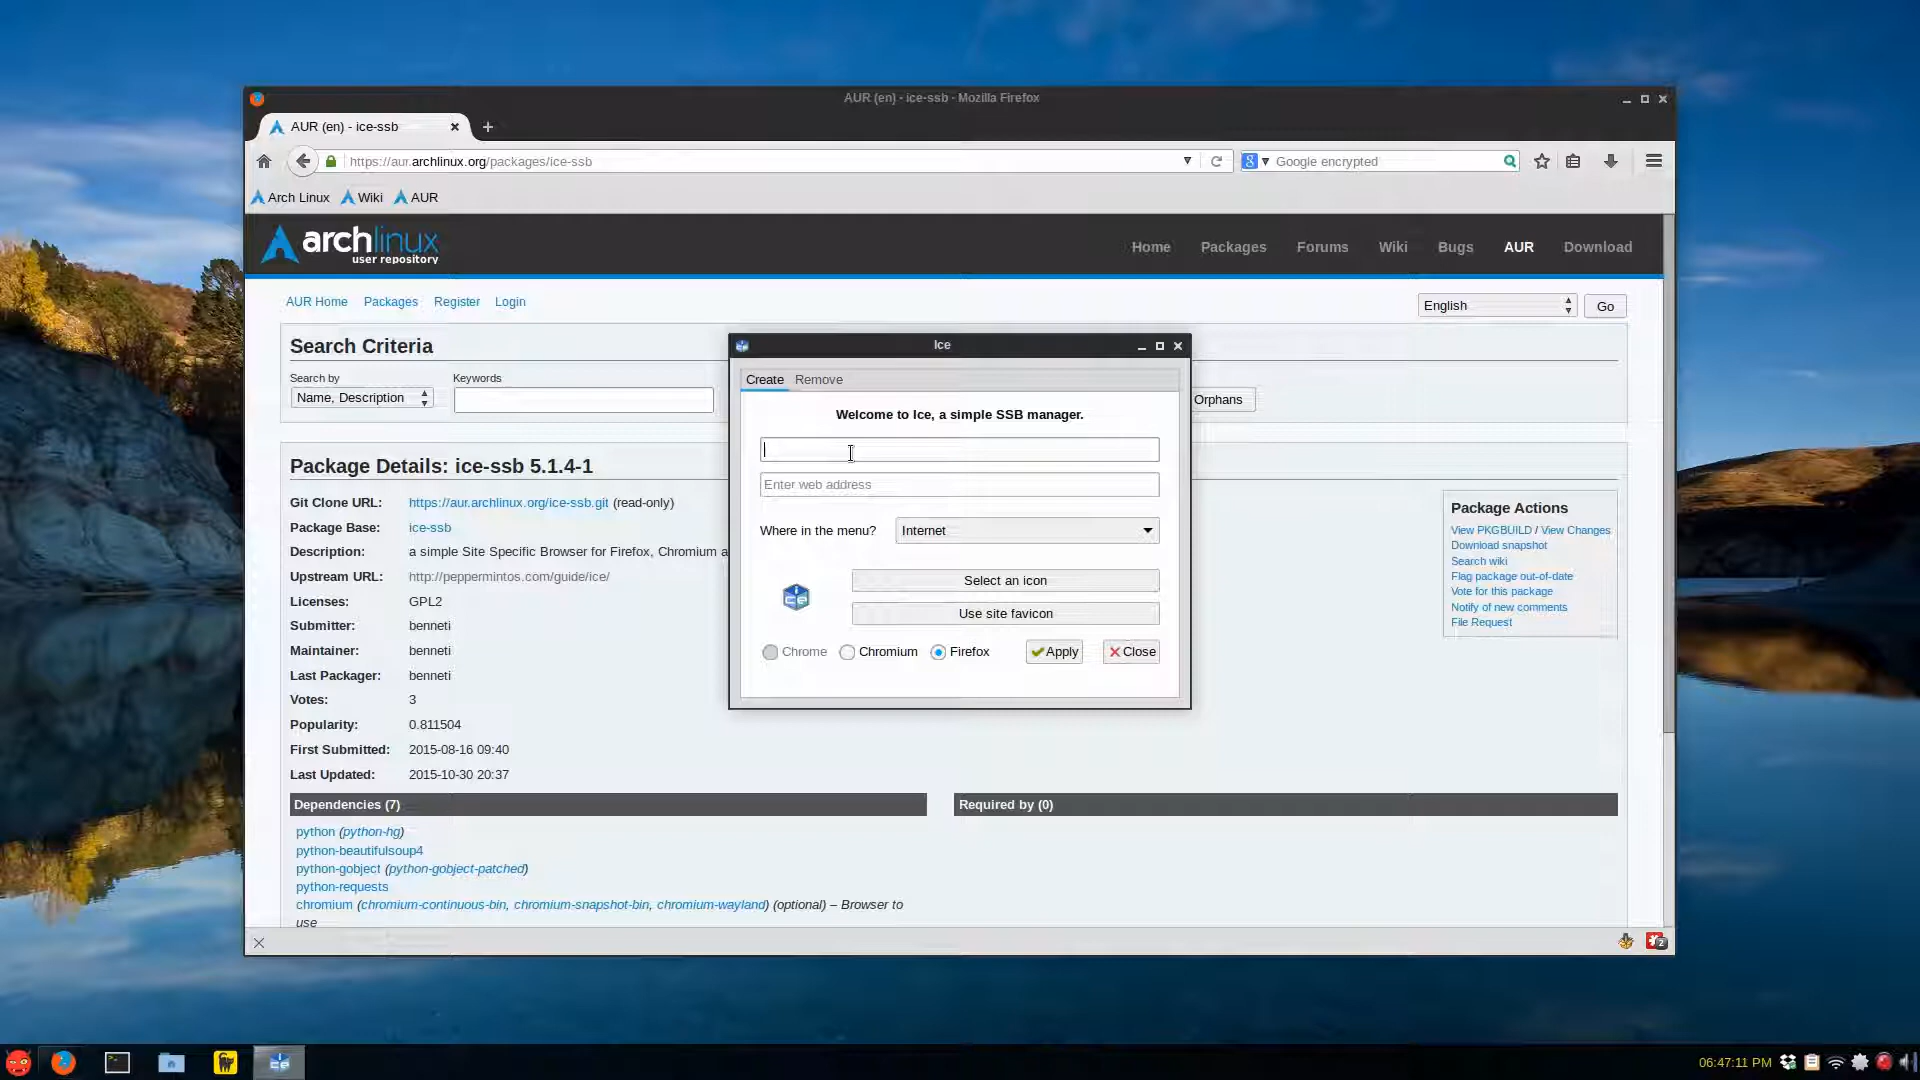 AUR (en) - ice-ssb - Mozilla Firefox
AUR (en) - ice-ssb
https://aur.archlinux.org/packages/ice-ssb
Google encrypted
Arch Linux Wiki AUR
archlinux
user repository
Home Packages Forums Wiki Bugs AUR Download
AUR Home Packages Register Login
English Go
Search Criteria
Search by Keywords
Name, Description
Orphans
Package Details: ice-ssb 5.1.4-1
Git Clone URL: https://aur.archlinux.org/ice-ssb.git (read-only)
Package Base: ice-ssb
Description: a simple Site Specific Browser for Firefox, Chromium a
Upstream URL: http://peppermintos.com/guide/ice/
Licenses: GPL2
Submitter: benneti
Maintainer: benneti
Last Packager: benneti
Votes: 3
Popularity: 0.811504
First Submitted: 2015-08-16 09:40
Last Updated: 2015-10-30 20:37
Package Actions
View PKGBUILD / View Changes
Download snapshot
Search wiki
Flag package out-of-date
Vote for this package
Notify of new comments
File Request
Ice
Create Remove
Welcome to Ice, a simple SSB manager.
Enter web address
Where in the menu? Internet
Select an icon
Use site favicon
Chrome Chromium Firefox Apply Close
Dependencies (7)
python (python-hg)
python-beautifulsoup4
python-gobject (python-gobject-patched)
python-requests
chromium (chromium-continuous-bin, chromium-snapshot-bin, chromium-wayland) (optional) – Browser to
use
Required by (0)
2
06:47:11 PM